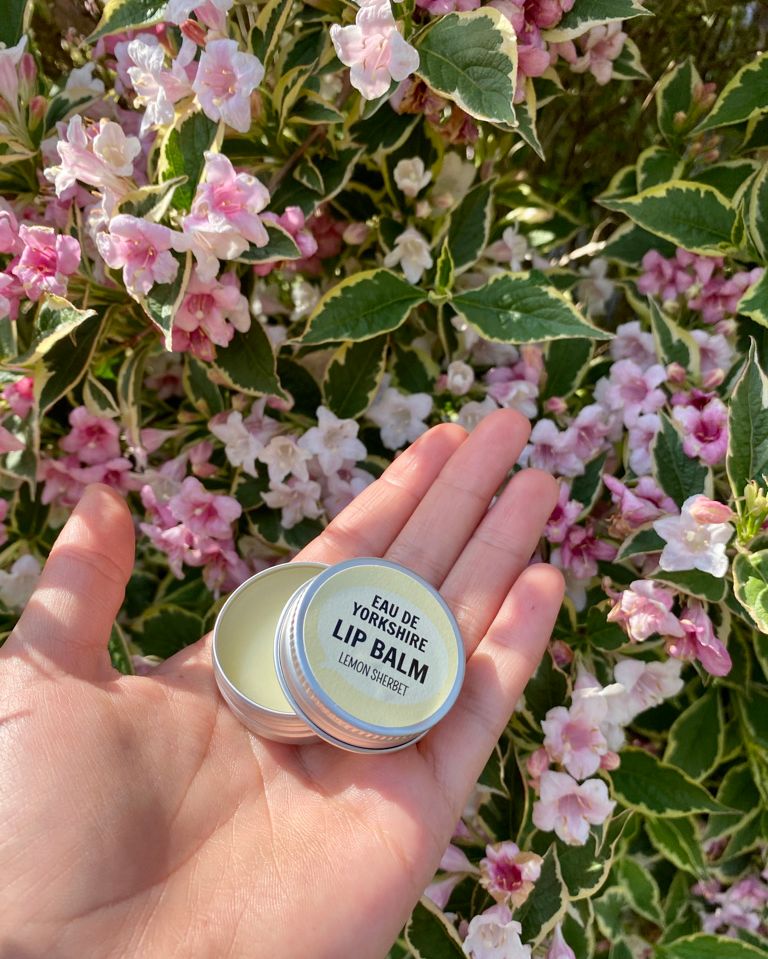 EAU DE
YORKSHIRE
LIP BALM
LEMON SHERBET